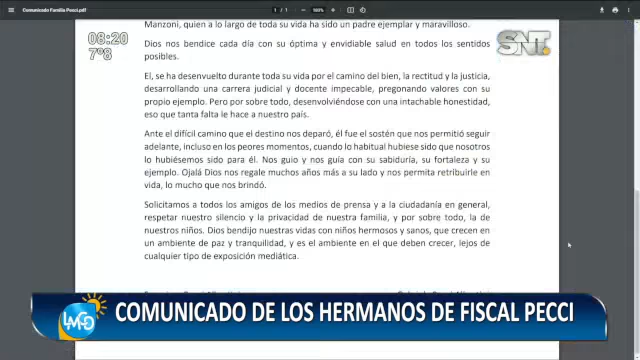 Comunicado Familia Pecci.pdf
1 / 1
Manzoni, quien a lo largo de toda su vida ha sido un padre ejemplar y maravilloso.
08:20
7º8
SNT
Dios nos bendice cada día con su óptima y envidiable salud en todos los sentidos
posibles.
El, se ha desenvuelto durante toda su vida por el camino del bien, la rectitud y la justicia,
desarrollando una carrera judicial y docente impecable, pregonando valores con su
propio ejemplo. Pero por sobre todo, desenvolviéndose con una intachable honestidad,
eso que tanta falta le hace a nuestro país.
Ante el difícil camino que el destino nos deparó, él fue el sostén que nos permitió seguir
adelante, incluso en los peores momentos, cuando lo habitual hubiese sido que nosotros
lo hubiésemos sido para él. Nos guio y nos guía con su sabiduría, su fortaleza y su
ejemplo. Ojalá Dios nos regale muchos años más a su lado y nos permita retribuirle en
vida, lo mucho que nos brindó.
Solicitamos a todos los amigos de los medios de prensa y a la ciudadanía en general,
respetar nuestro silencio y la privacidad de nuestra familia, y por sobre todo, la de
nuestros niños. Dios bendijo nuestras vidas con niños hermosos y sanos, que crecen en
un ambiente de paz y tranquilidad, y es el ambiente en el que deben crecer, lejos de
cualquier tipo de exposición mediática.
LMCD
COMUNICADO DE LOS HERMANOS DE FISCAL PECCI